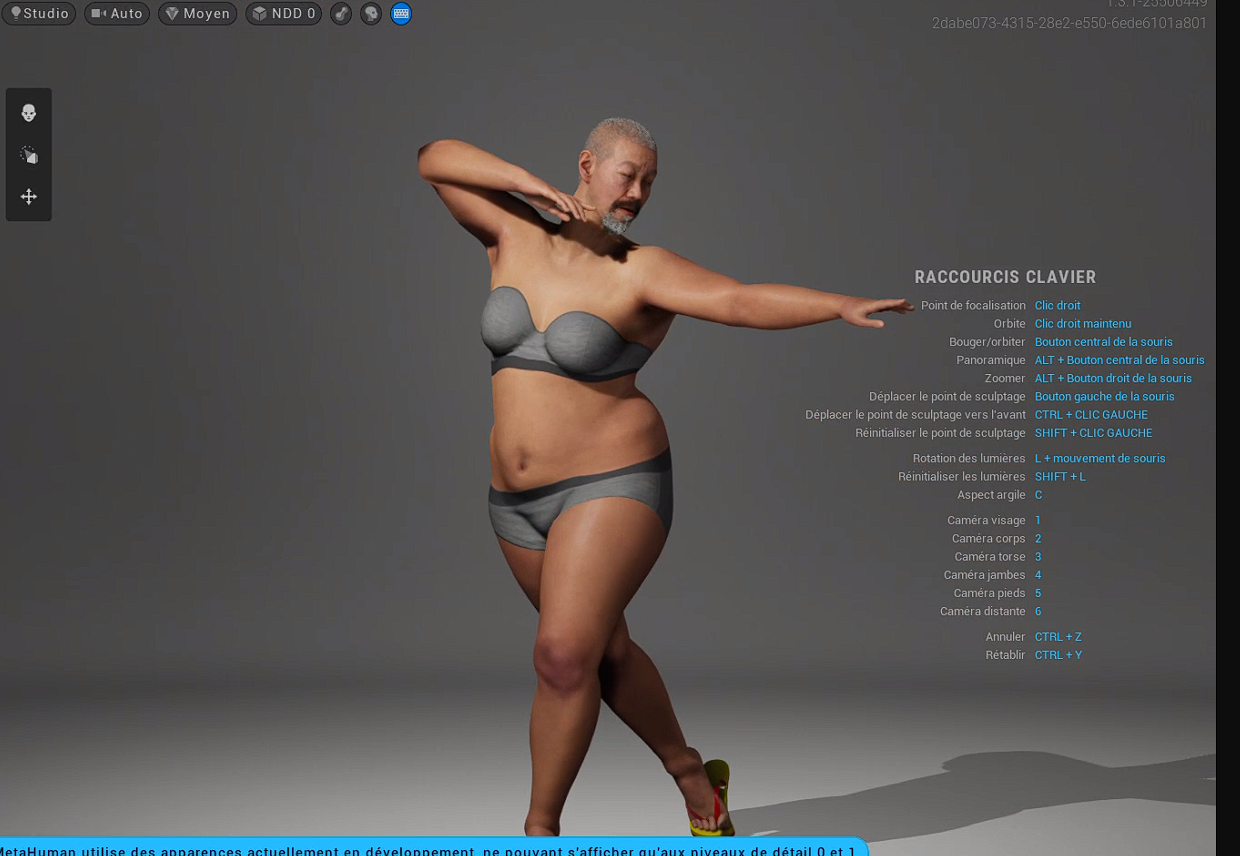 Studio
Auto
Moyen
NDD 0
1.3.1-25506449
2dabe073-4315-28e2-e550-6ede6101a801
RACCOURCIS CLAVIER
Point de focalisation Clic droit
Orbite Clic droit maintenu
Bouger/orbiter Bouton central de la souris
Panoramique ALT + Bouton central de la souris
Zoomer ALT + Bouton droit de la souris
Déplacer le point de sculptage Bouton gauche de la souris
Déplacer le point de sculptage vers l'avant CTRL + CLIC GAUCHE
Réinitialiser le point de sculptage SHIFT + CLIC GAUCHE
Rotation des lumières L + mouvement de souris
Réinitialiser les lumières SHIFT + L
Aspect argile C
Caméra visage 1
Caméra corps 2
Caméra torse 3
Caméra jambes 4
Caméra pieds 5
Caméra distante 6
Annuler CTRL + Z
Rétablir CTRL + Y
MetaHuman utilise des apparences actuellement en développement, ne pouvant s'afficher qu'aux niveaux de détail 0 et 1